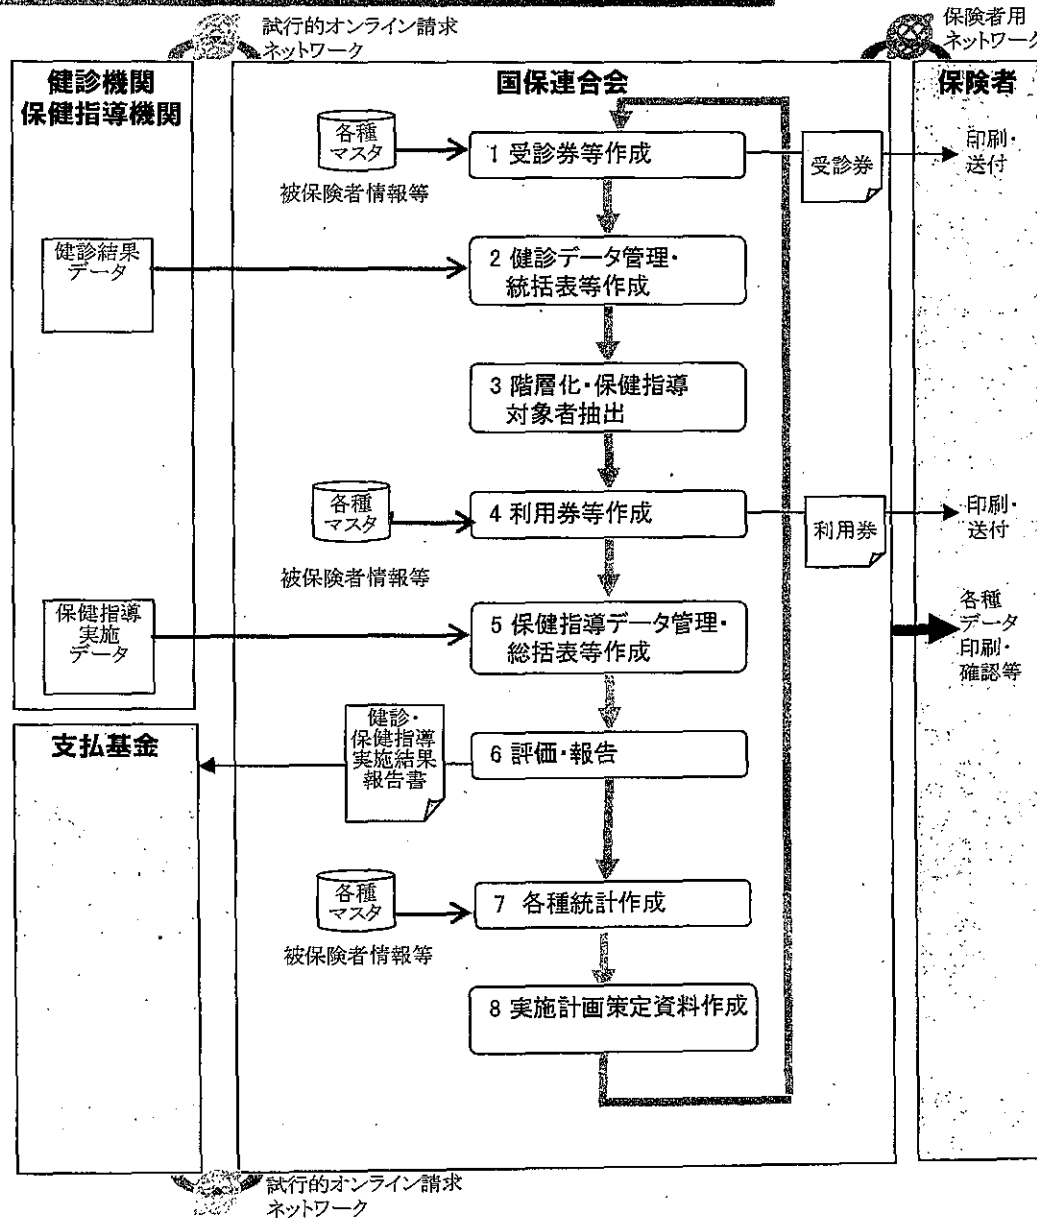 試行的オンライン請求
ネットワーク
保険者用
ネットワーク
健診機関
保健指導機関
国保連合会
保険者
各種
マスタ
被保険者情報等
1 受診券等作成
受診券
印刷・
送付
健診結果
データ
2 健診データ管理・
統括表等作成
3 階層化・保健指導
対象者抽出
各種
マスタ
被保険者情報等
4 利用券等作成
利用券
印刷・
送付
保健指導
実施
データ
5 保健指導データ管理・
総括表等作成
各種
データ
印刷・
確認等
支払基金
健診・
保健指導
実施結果
報告書
6 評価・報告
各種
マスタ
被保険者情報等
7 各種統計作成
8 実施計画策定資料作成
試行的オンライン請求
ネットワーク